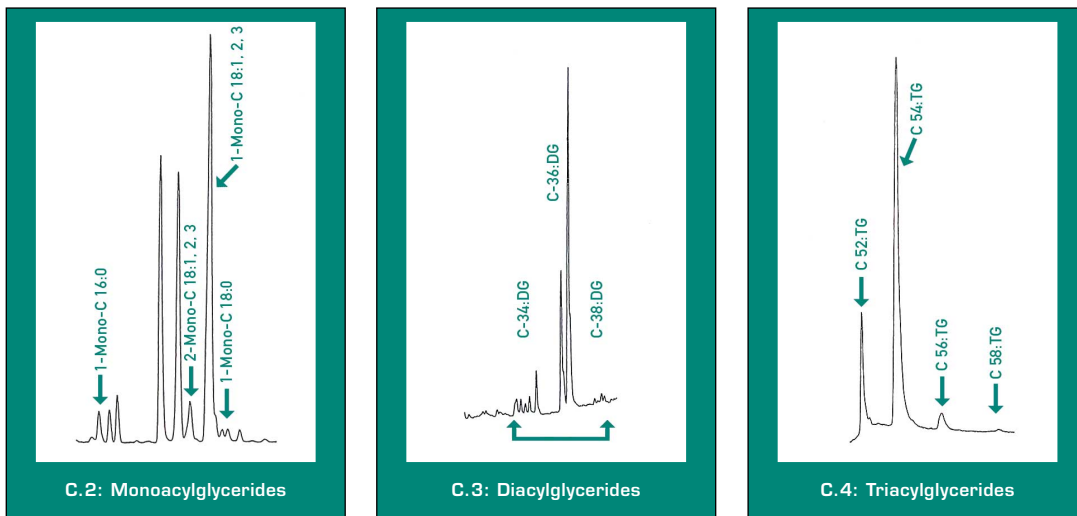 1-Mono-C 16:0
2-Mono-C 18:1, 2, 3
1-Mono-C 18:1, 2, 3
1-Mono-C 18:0
C.2: Monoacylglycerides
C-34:DG
C-36:DG
C-38:DG
C.3: Diacylglycerides
C 52:TG
C 54:TG
C 56:TG
C 58:TG
C.4: Triacylglycerides